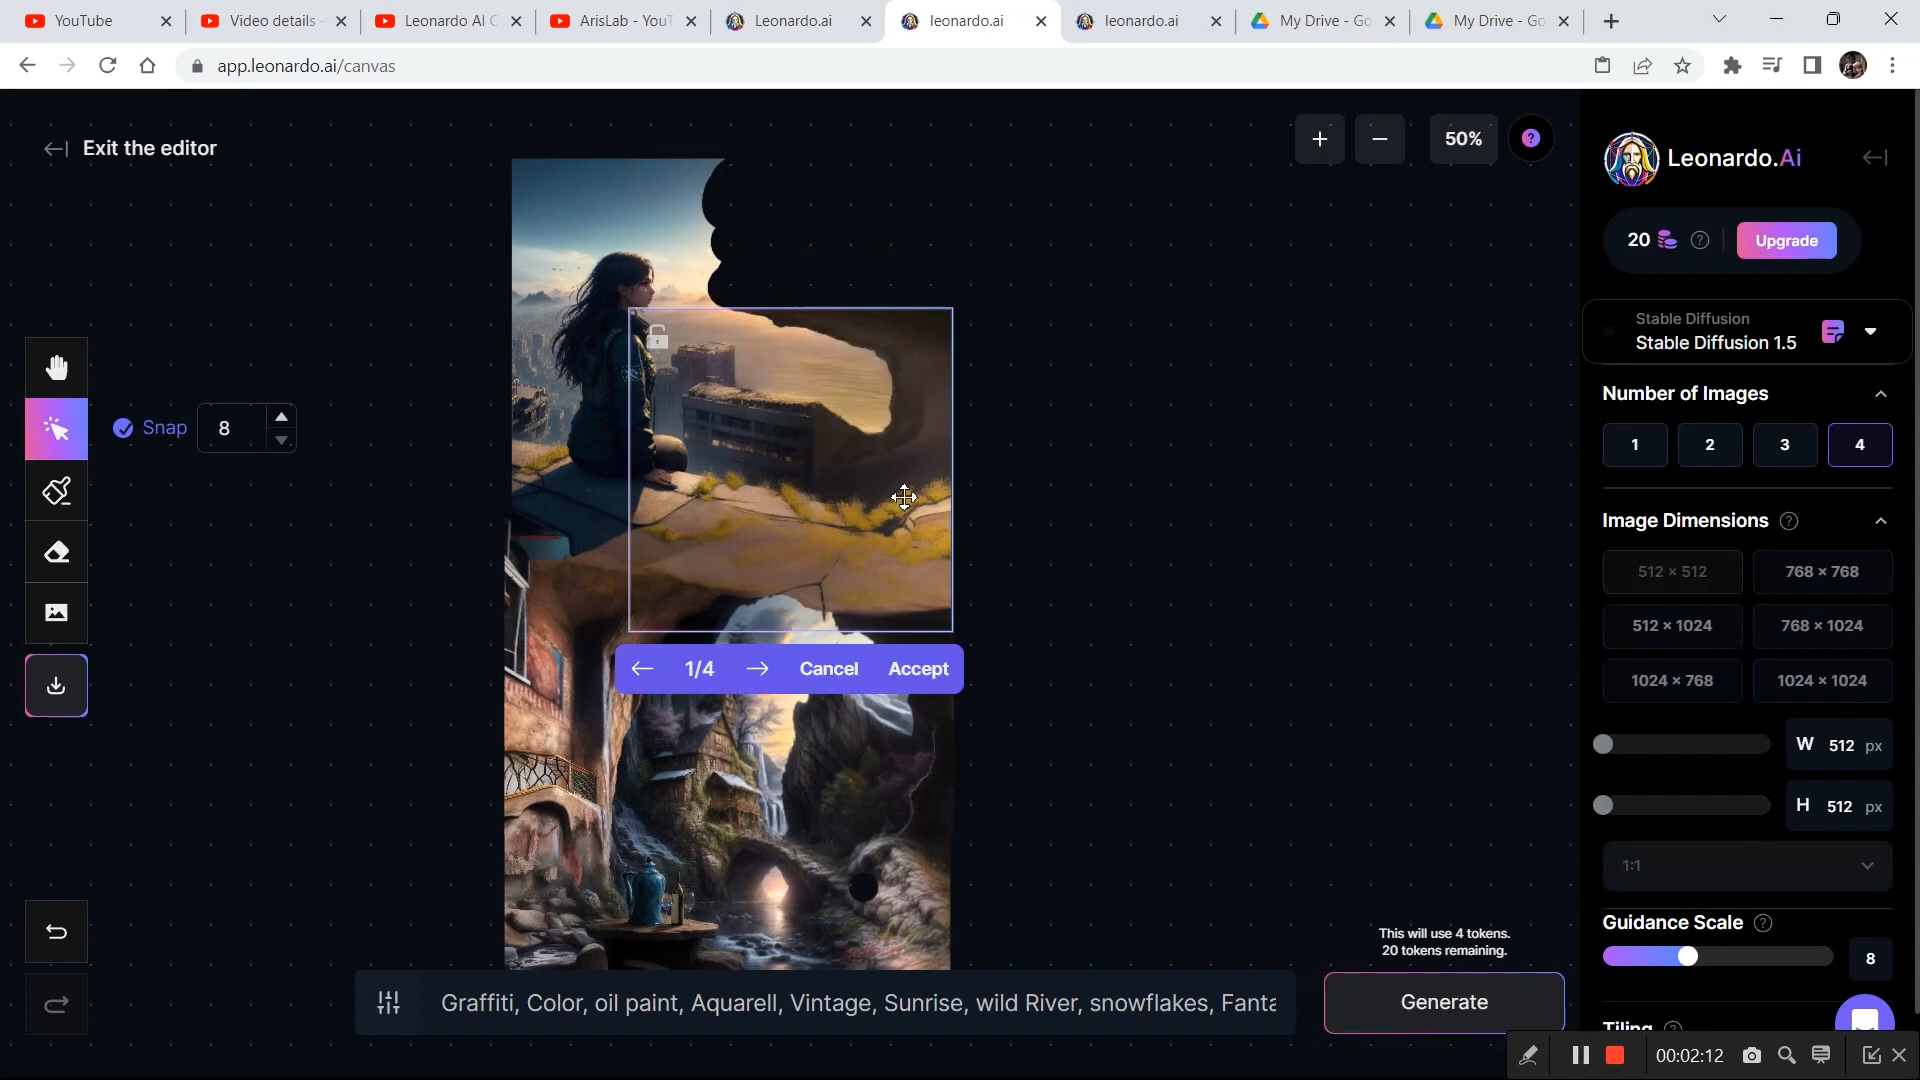 YouTube
Video details -
Leonardo AI C
ArisLab - YouT
Leonardo.ai
leonardo.ai
leonardo.ai
My Drive - Go
My Drive - Go
app.leonardo.ai/canvas
Exit the editor
50%
Leonardo.Ai
20
Upgrade
Stable Diffusion
Stable Diffusion 1.5
Number of Images
1 2 3 4
Snap 8
Image Dimensions
512 × 512 768 × 768
512 × 1024 768 × 1024
1024 × 768 1024 × 1024
1/4 Cancel Accept
W 512 px
H 512 px
1:1
Guidance Scale
8
This will use 4 tokens.
20 tokens remaining.
Graffiti, Color, oil paint, Aquarell, Vintage, Sunrise, wild River, snowflakes, Fanta
Generate
Tiling
00:02:12